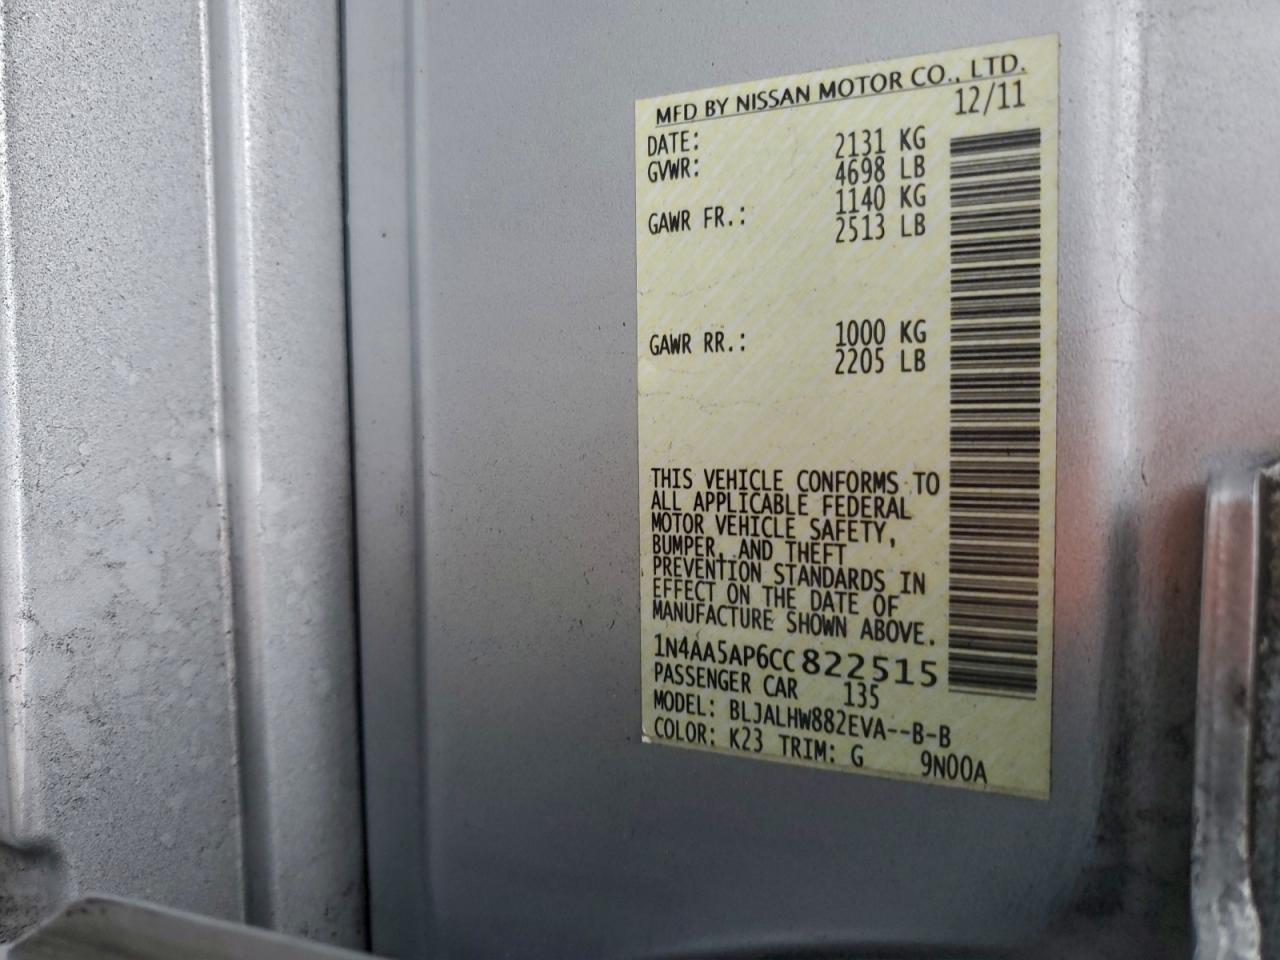 MFD BY NISSAN MOTOR CO., LTD.
DATE: 12/11
GVWR: 2131 KG
4698 LB
GAWR FR.: 1140 KG
2513 LB
GAWR RR.: 1000 KG
2205 LB
THIS VEHICLE CONFORMS TO
ALL APPLICABLE FEDERAL
MOTOR VEHICLE SAFETY,
BUMPER, AND THEFT
PREVENTION STANDARDS IN
EFFECT ON THE DATE OF
MANUFACTURE SHOWN ABOVE.
1N4AA5AP6CC822515
PASSENGER CAR 135
MODEL: BLJALHW882EVA--B-B
COLOR: K23 TRIM: G 9N00A